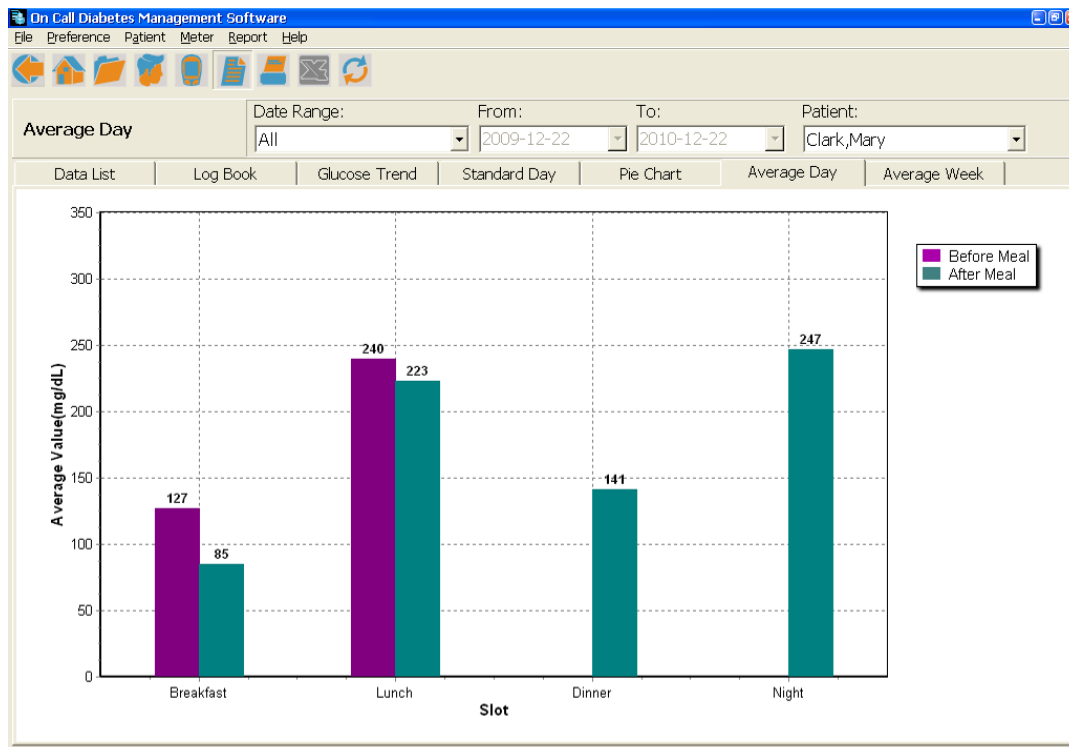 On Call Diabetes Management Software
File Preference Patient Meter Report Help
Average Day
Date Range: From: To: Patient:
All 2009-12-22 2010-12-22 Clark,Mary
Data List Log Book Glucose Trend Standard Day Pie Chart Average Day Average Week
Before Meal
After Meal
Average Value(mg/dL)
350
300
250
200
150
100
50
0
127
85
240
223
141
247
Breakfast Lunch Dinner Night
Slot